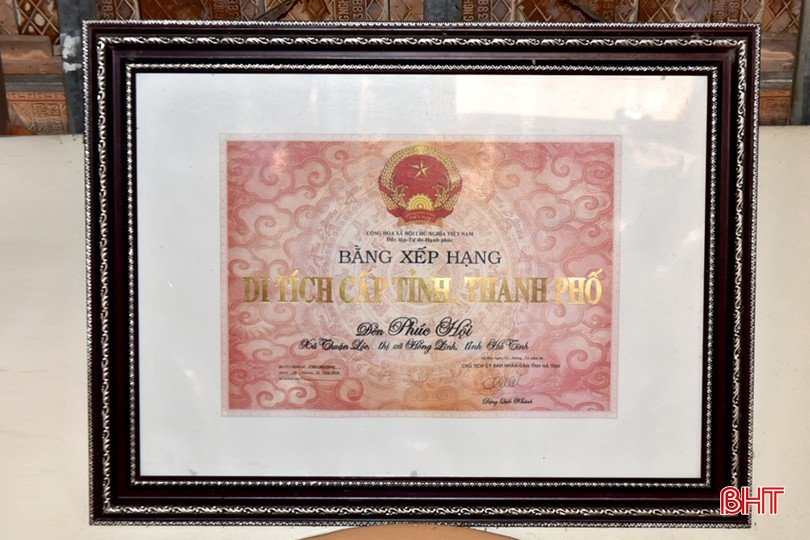 CỘNG HÒA XÃ HỘI CHỦ NGHĨA VIỆT NAM
Độc lập-Tự do-Hạnh phúc
BẰNG XẾP HẠNG
DI TÍCH CẤP TỈNH, THÀNH PHỐ
Đền Phúc Hội
Xã Thuận Lộc, thị xã Hồng Lĩnh, tỉnh Hà Tĩnh
CHỦ TỊCH ỦY BAN NHÂN DÂN TỈNH HÀ TĨNH
Đặng Quốc Khánh
BHT